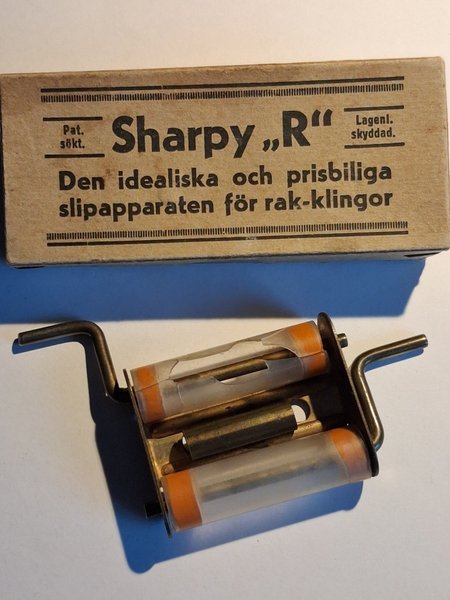 Pat. sökt.
Sharpy „R“
Lagenl. skyddad.
Den idealiska och prisbiliga
slipapparaten för rak-klingor